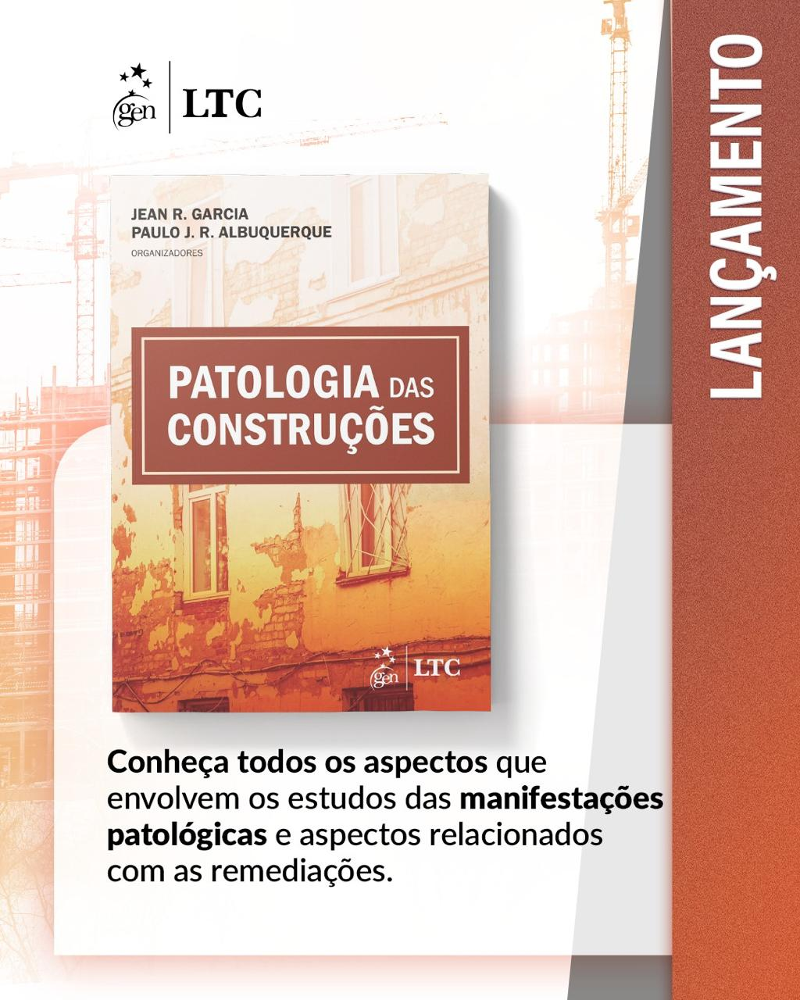 gen LTC
LANÇAMENTO
JEAN R. GARCIA
PAULO J. R. ALBUQUERQUE
ORGANIZADORES
PATOLOGIA DAS
CONSTRUÇÕES
gen LTC
Conheça todos os aspectos que
envolvem os estudos das manifestações
patológicas e aspectos relacionados
com as remediações.